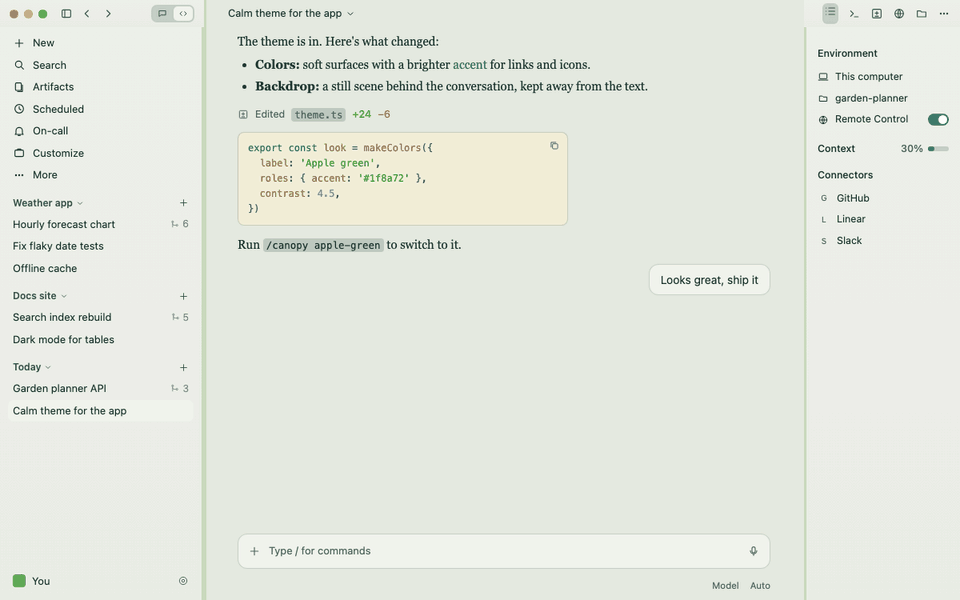 Calm theme for the app
New
Search
Artifacts
Scheduled
On-call
Customize
More
Weather app
Hourly forecast chart 6
Fix flaky date tests
Offline cache
Docs site
Search index rebuild 5
Dark mode for tables
Today
Garden planner API 3
Calm theme for the app
You
The theme is in. Here's what changed:
• Colors: soft surfaces with a brighter accent for links and icons.
• Backdrop: a still scene behind the conversation, kept away from the text.
Edited theme.ts +24 −6
export const look = makeColors({
  label: 'Apple green',
  roles: { accent: '#1f8a72' },
  contrast: 4.5,
})
Run /canopy apple-green to switch to it.
Looks great, ship it
Type / for commands
Model Auto
Environment
This computer
garden-planner
Remote Control
Context 30%
Connectors
G GitHub
L Linear
S Slack